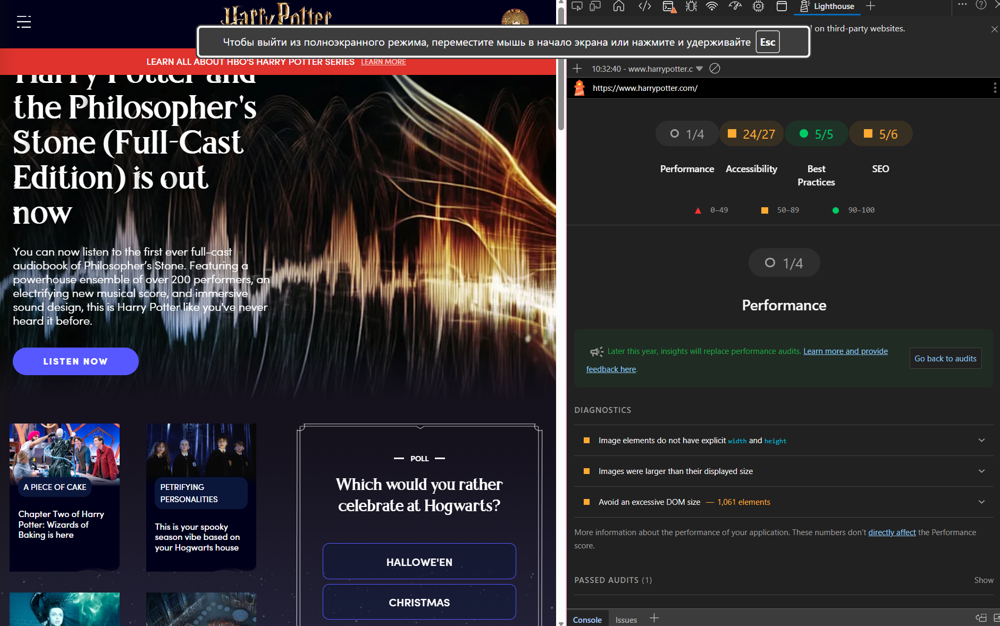 Harry Potter
Чтобы выйти из полноэкранного режима, переместите мышь в начало экрана или нажмите и удерживайте Esc
LEARN ALL ABOUT HBO'S HARRY POTTER SERIES LEARN MORE
Harry Potter and
the Philosopher's
Stone (Full-Cast
Edition) is out
now
You can now listen to the first ever full-cast
audiobook of Philosopher's Stone. Featuring a
powerhouse ensemble of over 200 performers, an
electrifying new musical score, and immersive
sound design, this is Harry Potter like you've never
heard it before.
LISTEN NOW
A PIECE OF CAKE
Chapter Two of Harry
Potter: Wizards of
Baking is here
PETRIFYING
PERSONALITIES
This is your spooky
season vibe based on
your Hogwarts house
POLL
Which would you rather
celebrate at Hogwarts?
HALLOWE'EN
CHRISTMAS
Lighthouse
on third-party websites.
10:32:40 - www.harrypotter.c
https://www.harrypotter.com/
1/4 24/27 5/5 5/6
Performance Accessibility Best SEO
Practices
0–49 50–89 90–100
1/4
Performance
Later this year, insights will replace performance audits. Learn more and provide
feedback here.
Go back to audits
DIAGNOSTICS
Image elements do not have explicit width and height
Images were larger than their displayed size
Avoid an excessive DOM size — 1,061 elements
More information about the performance of your application. These numbers don't directly affect the Performance
score.
PASSED AUDITS (1) Show
Console Issues